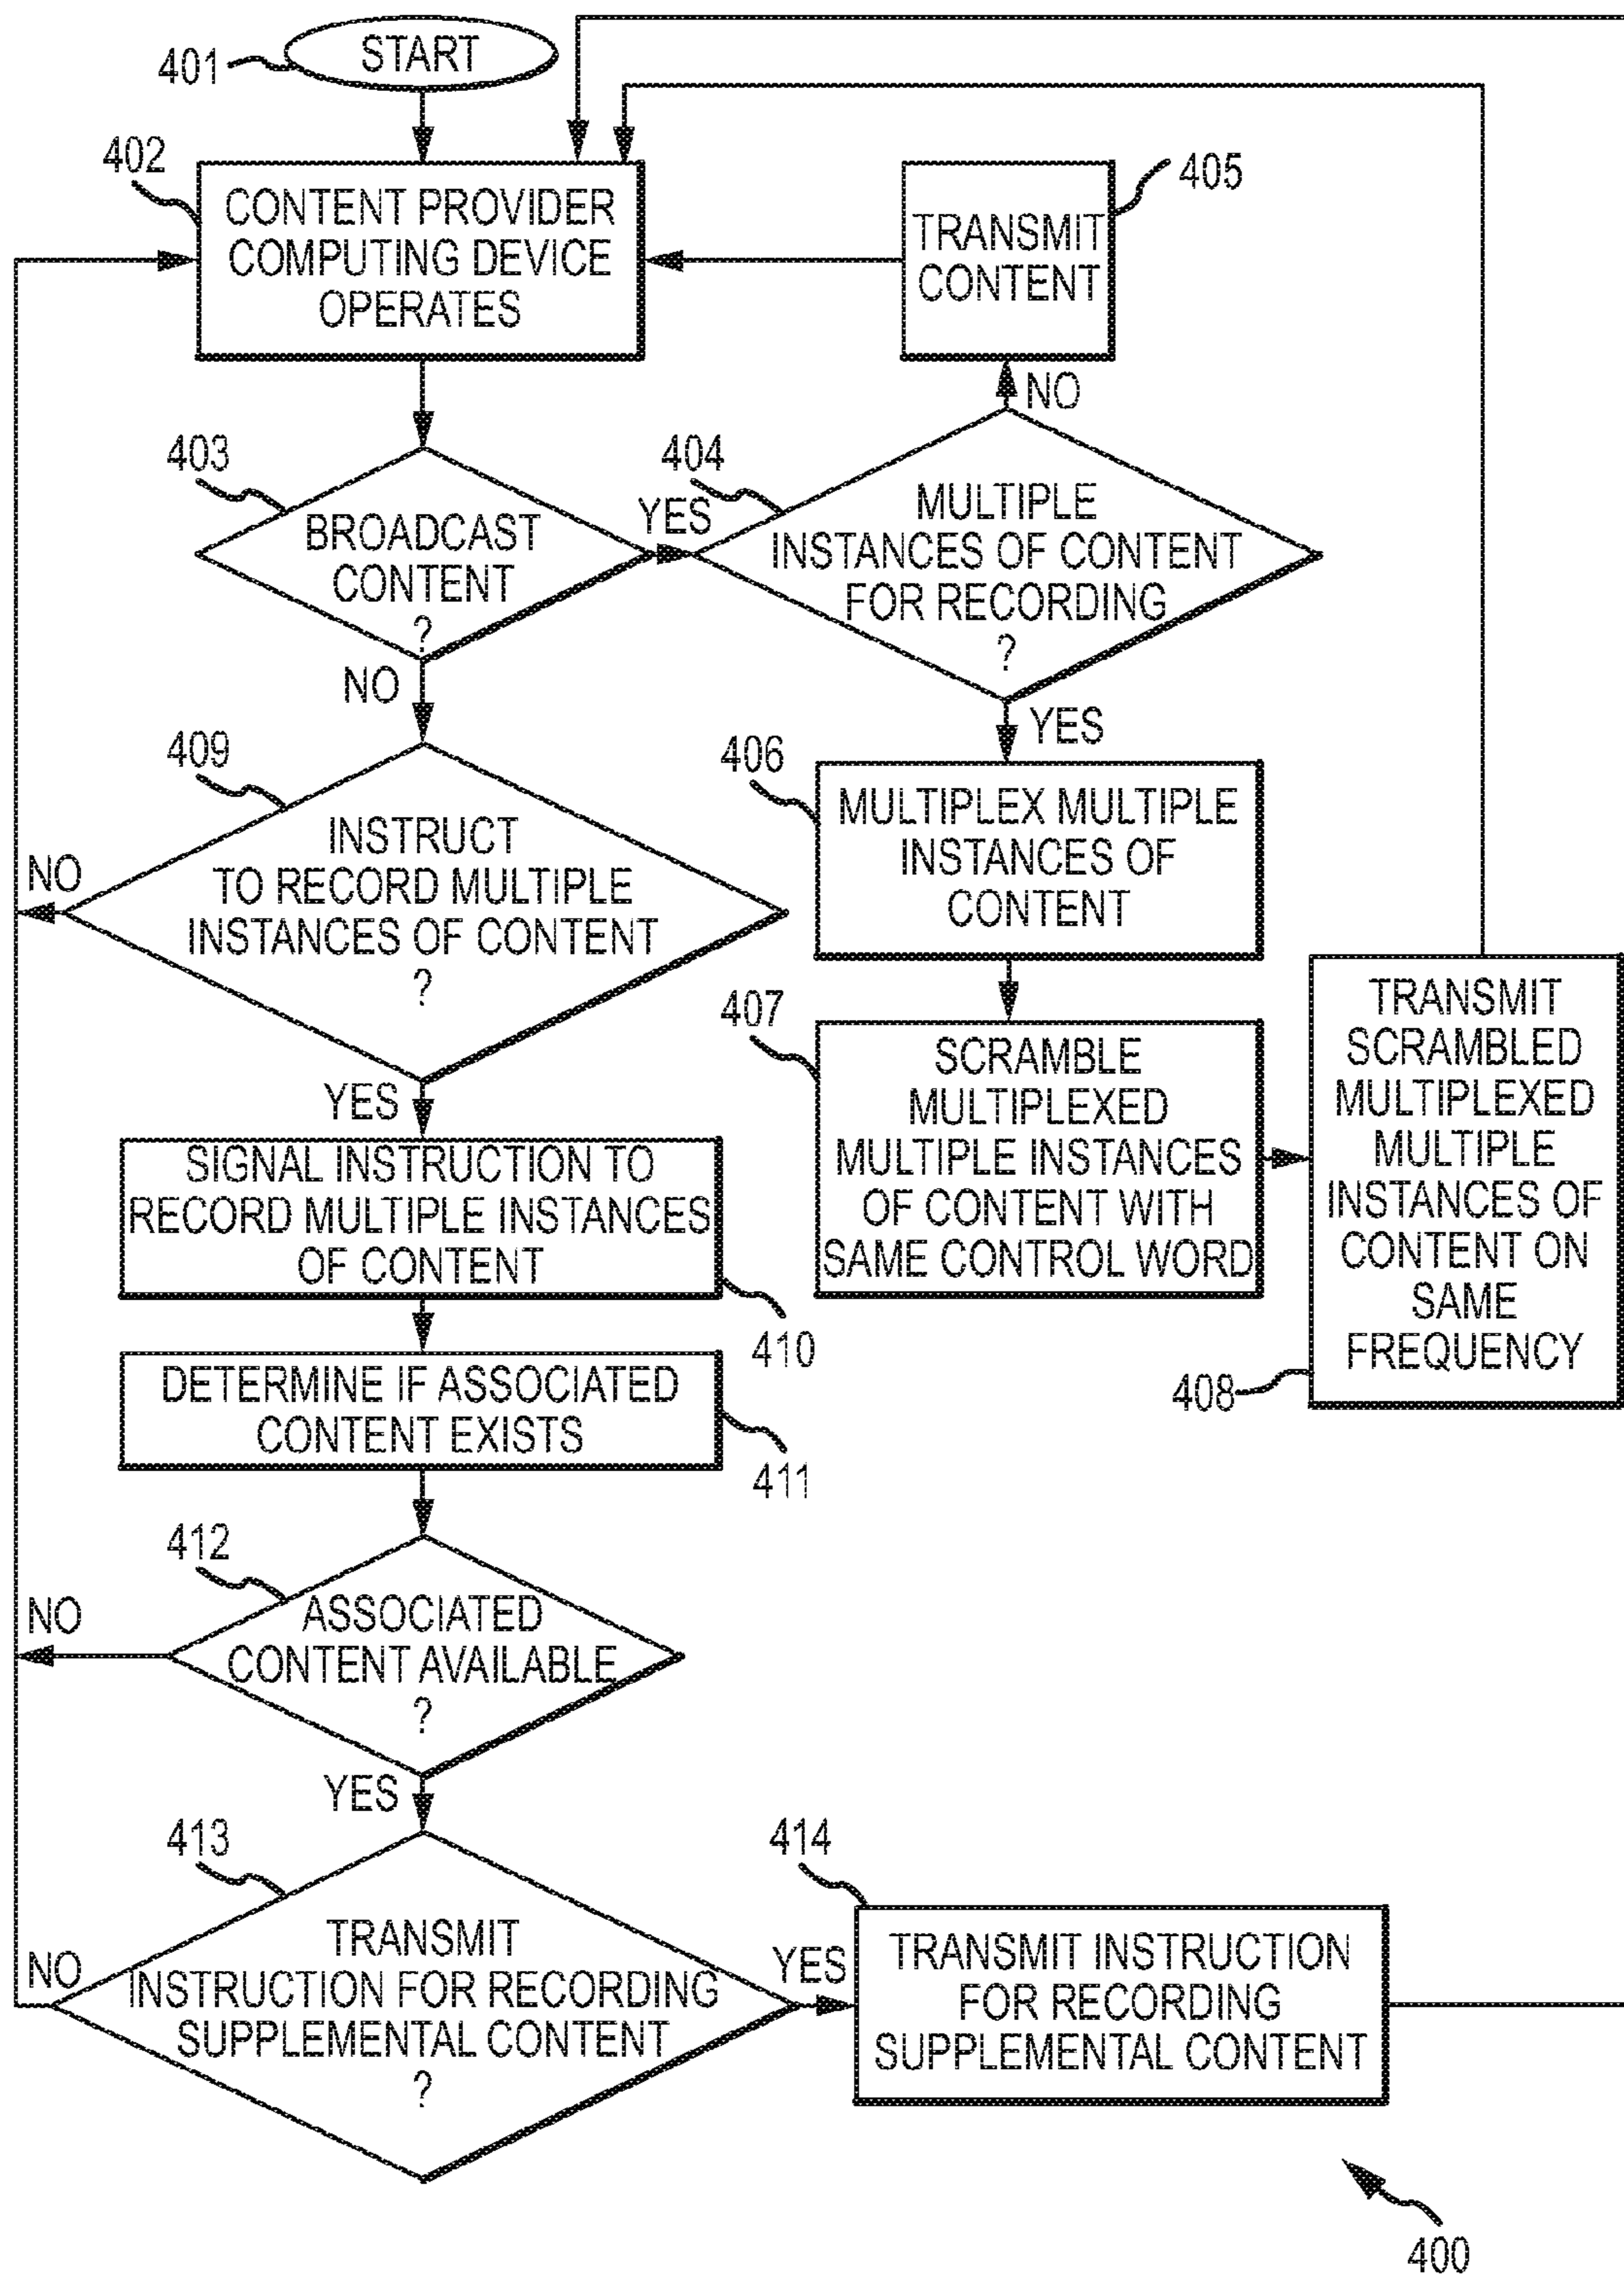 START
401
402
CONTENT PROVIDER
COMPUTING DEVICE
OPERATES
405
TRANSMIT
CONTENT
NO
403
BROADCAST
CONTENT
?
YES
404
MULTIPLE
INSTANCES OF CONTENT
FOR RECORDING
?
NO
YES
409
INSTRUCT
TO RECORD MULTIPLE
INSTANCES OF CONTENT
?
NO
YES
406
MULTIPLEX MULTIPLE
INSTANCES OF
CONTENT
407
SCRAMBLE
MULTIPLEXED
MULTIPLE INSTANCES
OF CONTENT WITH
SAME CONTROL WORD
TRANSMIT
SCRAMBLED
MULTIPLEXED
MULTIPLE
INSTANCES OF
CONTENT ON
SAME
FREQUENCY
408
SIGNAL INSTRUCTION TO
RECORD MULTIPLE INSTANCES
OF CONTENT
410
DETERMINE IF ASSOCIATED
CONTENT EXISTS
411
412
ASSOCIATED
CONTENT AVAILABLE
?
NO
YES
413
TRANSMIT
INSTRUCTION FOR RECORDING
SUPPLEMENTAL CONTENT
?
NO
YES
414
TRANSMIT INSTRUCTION
FOR RECORDING
SUPPLEMENTAL CONTENT
400